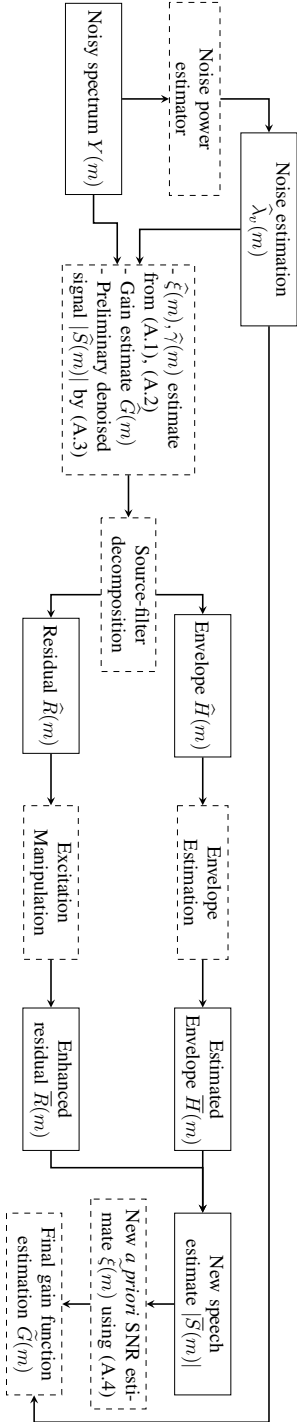 Noisy spectrum Y(m)
Noise power
estimator
Noise estimation
λ̂_v(m)
- ξ̂(m), γ̂(m) estimate
from (A.1), (A.2)
- Gain estimate Ĝ(m)
- Preliminary denoised
signal |Ŝ(m)| by (A.3)
Source-filter
decomposition
Envelope Ĥ(m)
Residual R̂(m)
Envelope
Estimation
Excitation
Manipulation
Estimated
Envelope H̅(m)
Enhanced
residual R̅(m)
New speech
estimate |S̅(m)|
New a priori SNR esti-
mate ξ̃(m) using (A.4)
Final gain function
estimation G̃(m)